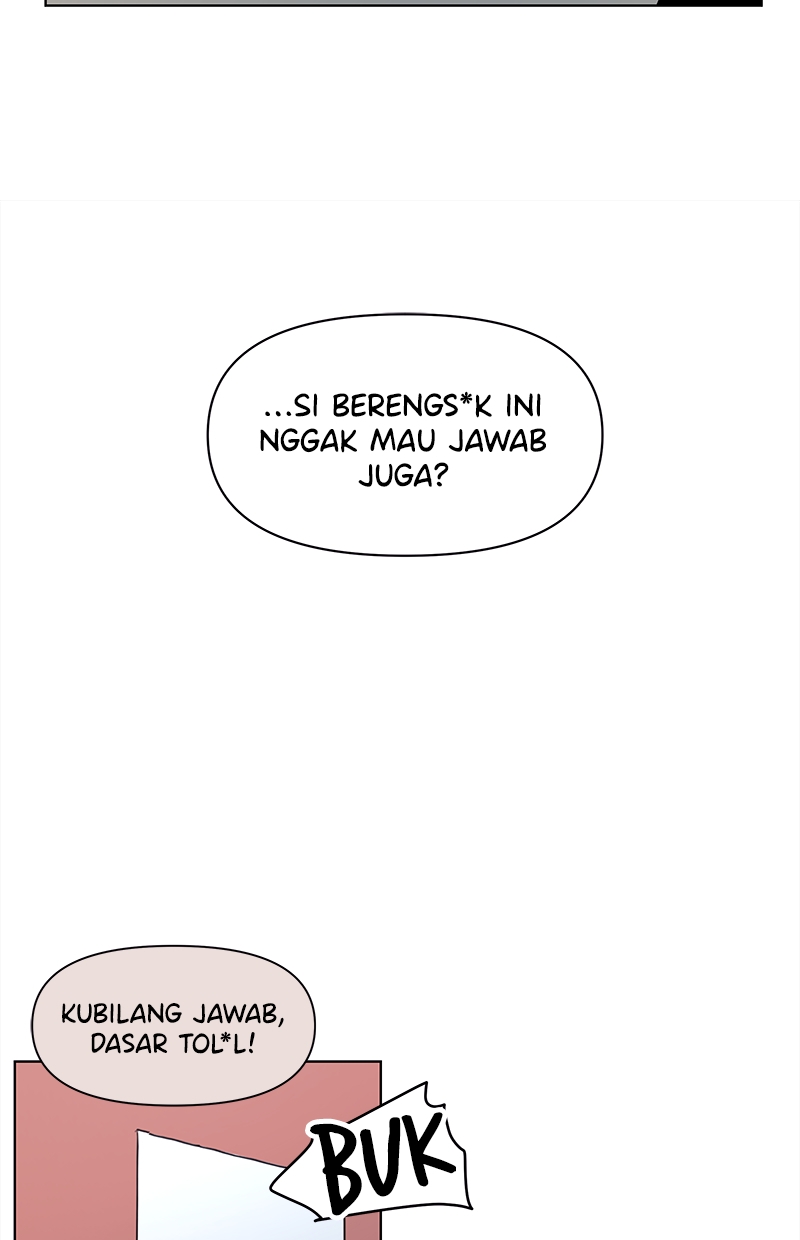 ...SI BERENGS*K INI
NGGAK MAU JAWAB
JUGA?
KUBILANG JAWAB,
DASAR TOL*L!
BUK